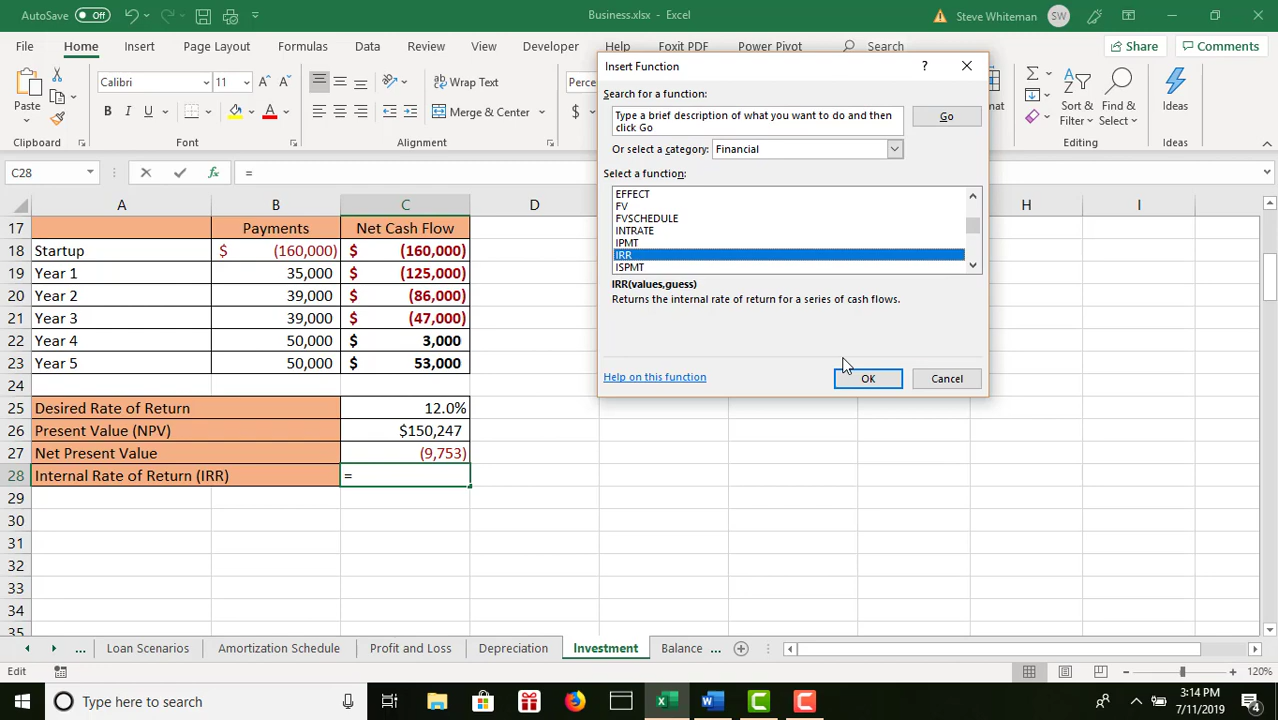 AutoSave Off Business.xlsx - Excel Steve Whiteman SW
File Home Insert Page Layout Formulas Data Review View Developer Help Foxit PDF Power Pivot Search Share Comments
Paste
Calibri 11 A A Wrap Text Perce mat Sort & Filter Find & Select Ideas
B I U A Merge & Center $
Clipboard Font Alignment Editing Ideas
C28 fx =
A B C D H I
17 Payments Net Cash Flow
18 Startup $ (160,000) $ (160,000)
19 Year 1 35,000 $ (125,000)
20 Year 2 39,000 $ (86,000)
21 Year 3 39,000 $ (47,000)
22 Year 4 50,000 $ 3,000
23 Year 5 50,000 $ 53,000
24
25 Desired Rate of Return 12.0%
26 Present Value (NPV) $150,247
27 Net Present Value (9,753)
28 Internal Rate of Return (IRR) =
29
30
31
32
33
34
35
Insert Function ?
Search for a function:
Type a brief description of what you want to do and then
click Go
Go
Or select a category: Financial
Select a function:
EFFECT
FV
FVSCHEDULE
INTRATE
IPMT
IRR
ISPMT
IRR(values,guess)
Returns the internal rate of return for a series of cash flows.
Help on this function OK Cancel
... Loan Scenarios Amortization Schedule Profit and Loss Depreciation Investment Balance ...
Edit 120%
Type here to search
3:14 PM
7/11/2019
4